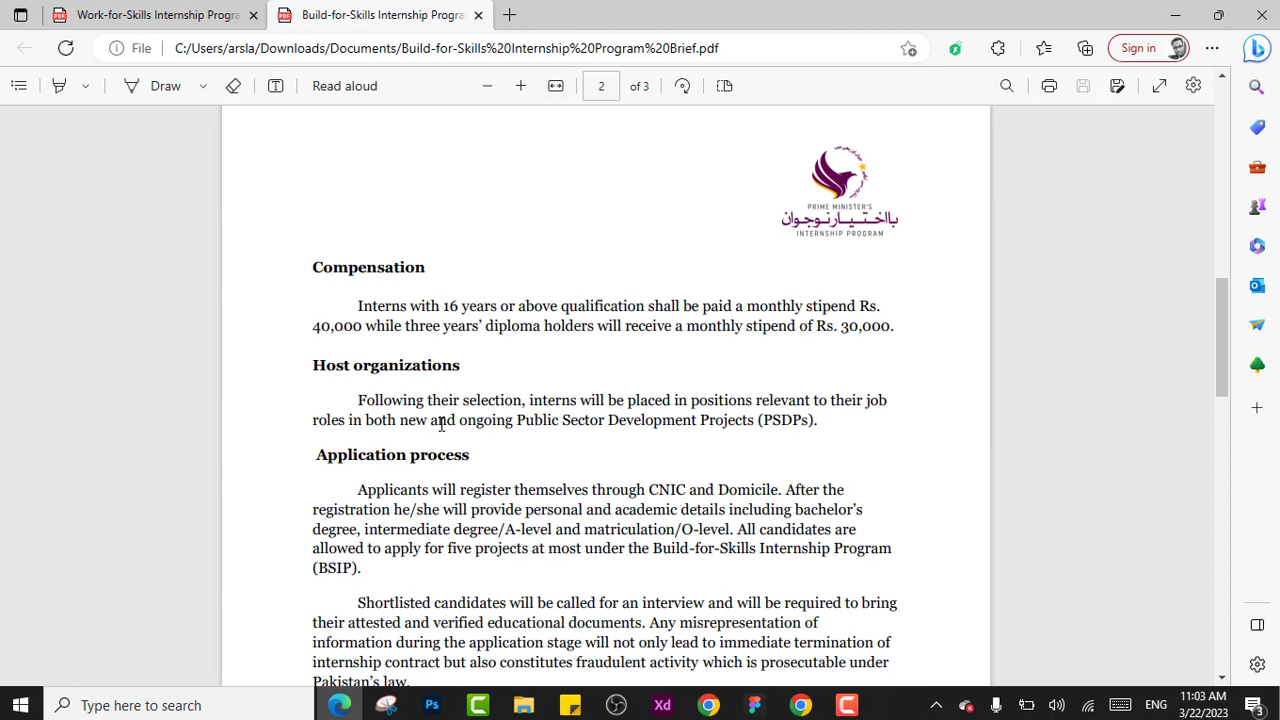 Work-for-Skills Internship Progra
Build-for-Skills Internship Progra
File C:/Users/arsla/Downloads/Documents/Build-for-Skills%20Internship%20Program%20Brief.pdf
Sign in
Draw Read aloud 2 of 3
PRIME MINISTER'S
بااختیار نوجوان
INTERNSHIP PROGRAM
Compensation
Interns with 16 years or above qualification shall be paid a monthly stipend Rs.
40,000 while three years’ diploma holders will receive a monthly stipend of Rs. 30,000.
Host organizations
Following their selection, interns will be placed in positions relevant to their job
roles in both new and ongoing Public Sector Development Projects (PSDPs).
Application process
Applicants will register themselves through CNIC and Domicile. After the
registration he/she will provide personal and academic details including bachelor’s
degree, intermediate degree/A-level and matriculation/O-level. All candidates are
allowed to apply for five projects at most under the Build-for-Skills Internship Program
(BSIP).
Shortlisted candidates will be called for an interview and will be required to bring
their attested and verified educational documents. Any misrepresentation of
information during the application stage will not only lead to immediate termination of
internship contract but also constitutes fraudulent activity which is prosecutable under
Pakistan’s law.
Type here to search
Ps
Xd
ENG
11:03 AM
3/22/2023
3